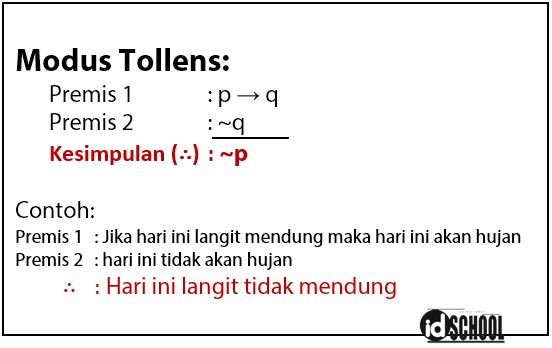 Modus Tollens:
Premis 1 : p → q
Premis 2 : ~q
Kesimpulan (∴) : ~p
Contoh:
Premis 1 : Jika hari ini langit mendung maka hari ini akan hujan
Premis 2 : hari ini tidak akan hujan
∴ : Hari ini langit tidak mendung
idSCHOOL